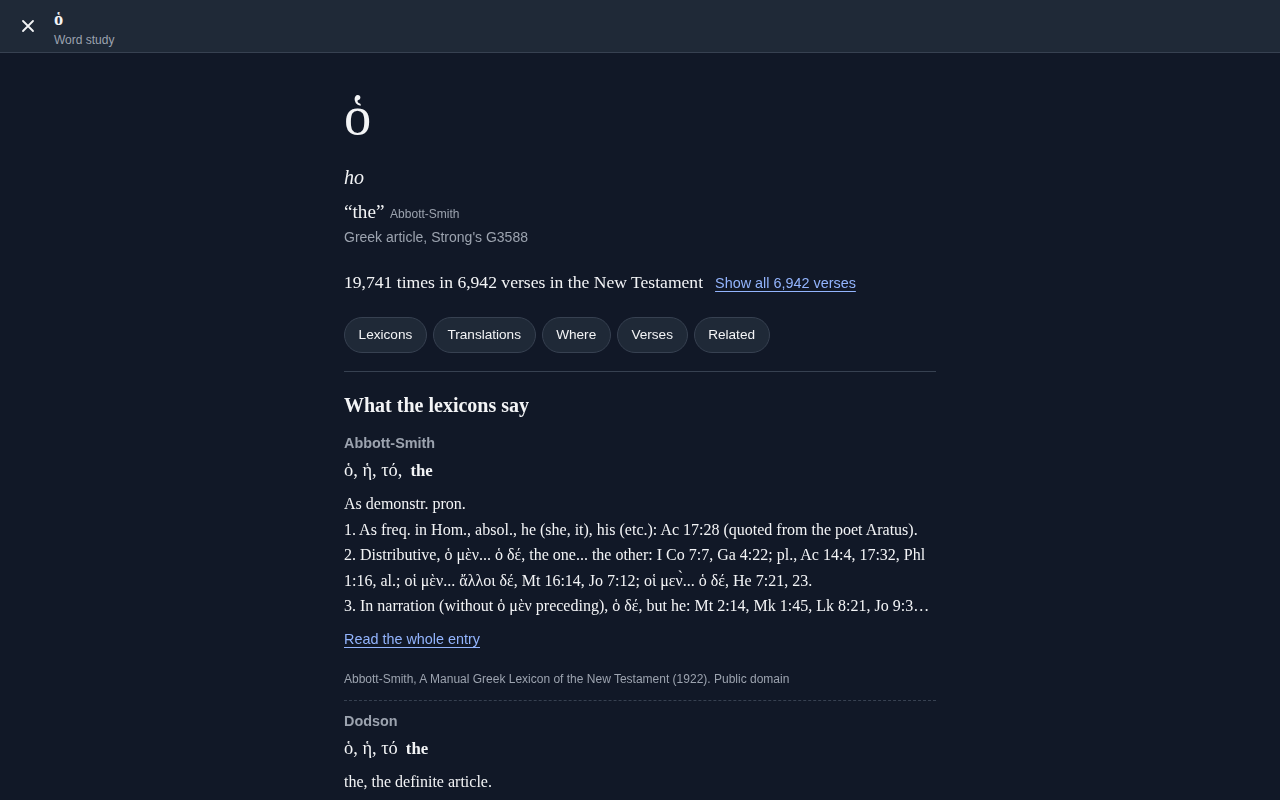 ὁ
Word study
ὁ
ho
“the” Abbott-Smith
Greek article, Strong's G3588
19,741 times in 6,942 verses in the New Testament Show all 6,942 verses
Lexicons Translations Where Verses Related
What the lexicons say
Abbott-Smith
ὁ, ἡ, τό, the
As demonstr. pron.
1. As freq. in Hom., absol., he (she, it), his (etc.): Ac 17:28 (quoted from the poet Aratus).
2. Distributive, ὁ μὲν... ὁ δέ, the one... the other: I Co 7:7, Ga 4:22; pl., Ac 14:4, 17:32, Phl
1:16, al.; οἱ μὲν... ἄλλοι δέ, Mt 16:14, Jo 7:12; οἱ μεν̀... ὁ δέ, He 7:21, 23.
3. In narration (without ὁ μὲν preceding), ὁ δέ, but he: Mt 2:14, Mk 1:45, Lk 8:21, Jo 9:3…
Read the whole entry
Abbott-Smith, A Manual Greek Lexicon of the New Testament (1922). Public domain
Dodson
ὁ, ἡ, τό the
the, the definite article.